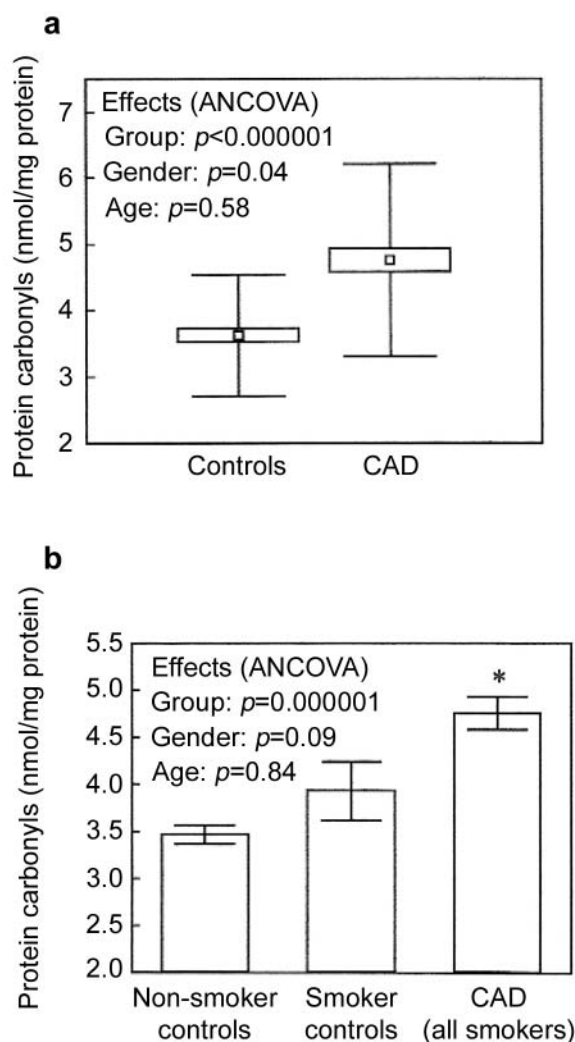 a
Protein carbonyls (nmol/mg protein)
7
6
5
4
3
2
Effects (ANCOVA)
Group: p<0.000001
Gender: p=0.04
Age: p=0.58
Controls
CAD
b
Protein carbonyls (nmol/mg protein)
5.5
5.0
4.5
4.0
3.5
3.0
2.5
2.0
Effects (ANCOVA)
Group: p=0.000001
Gender: p=0.09
Age: p=0.84
*
Non-smoker
controls
Smoker
controls
CAD
(all smokers)